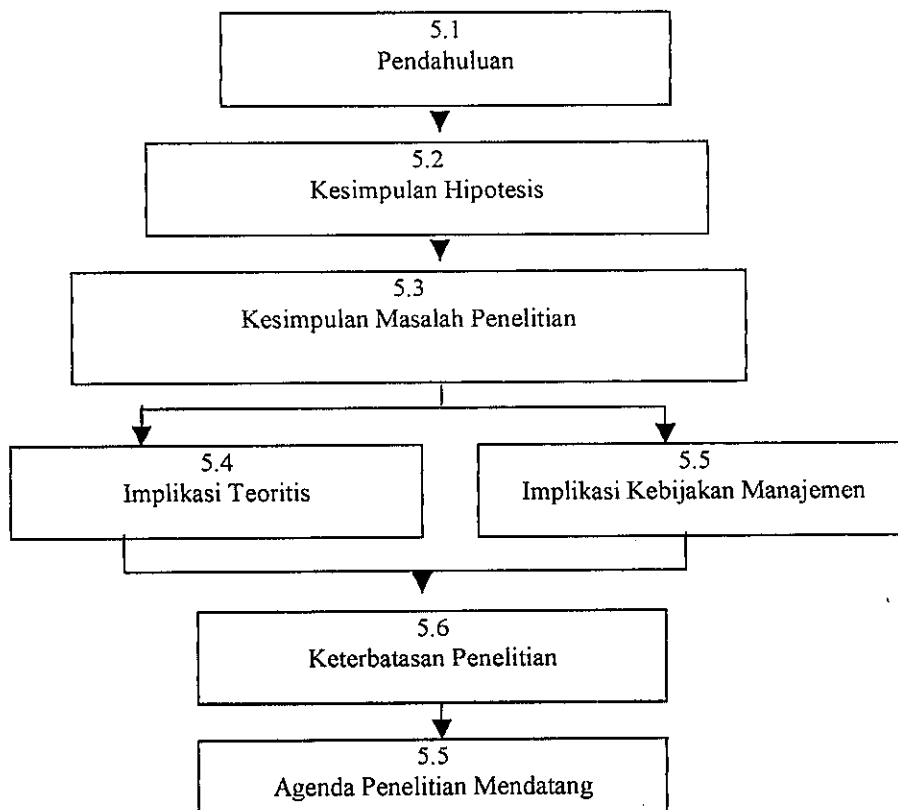 5.1
Pendahuluan
5.2
Kesimpulan Hipotesis
5.3
Kesimpulan Masalah Penelitian
5.4
Implikasi Teoritis
5.5
Implikasi Kebijakan Manajemen
5.6
Keterbatasan Penelitian
5.5
Agenda Penelitian Mendatang